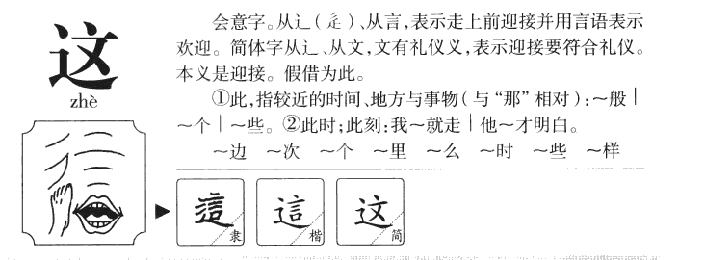 这
zhè
会意字。从辶(辵)、从言,表示走上前迎接并用言语表示
欢迎。简体字从辶、从文,文有礼仪义,表示迎接要符合礼仪。
本义是迎接。假借为此。
①此,指较近的时间、地方与事物(与“那”相对):~般|
~个|~些。②此时;此刻:我~就走|他~才明白。
~边 ~次 ~个 ~里 ~么 ~时 ~些 ~样
這 隶 這 楷 这 简